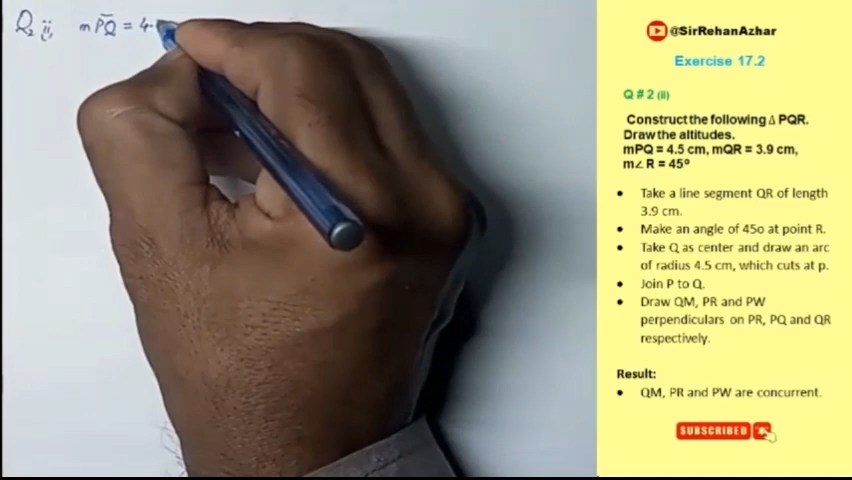 Q2 ii, mPQ = 4.
@SirRehanAzhar
Exercise 17.2
Q # 2 (ii)
Construct the following Δ PQR.
Draw the altitudes.
mPQ = 4.5 cm, mQR = 3.9 cm,
m∠ R = 45º
• Take a line segment QR of length
3.9 cm.
• Make an angle of 45o at point R.
• Take Q as center and draw an arc
of radius 4.5 cm, which cuts at p.
• Join P to Q.
• Draw QM, PR and PW
perpendiculars on PR, PQ and QR
respectively.
Result:
• QM, PR and PW are concurrent.
SUBSCRIBED